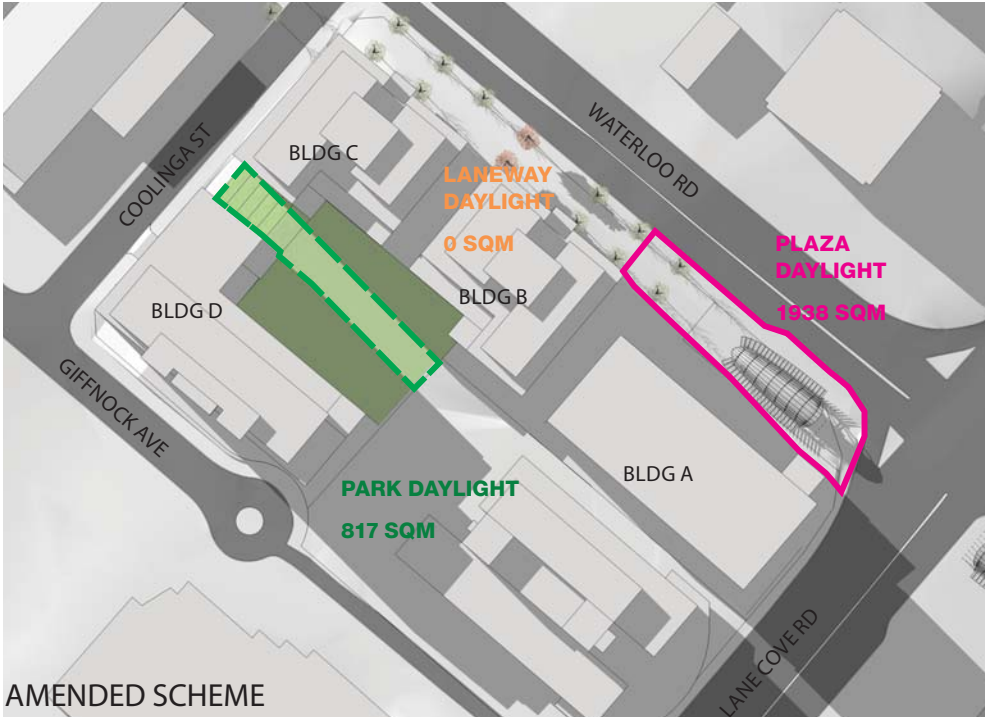 WATERLOO RD
COOLINGA ST
BLDG C
LANEWAY
DAYLIGHT
0 SQM
PLAZA
DAYLIGHT
1938 SQM
BLDG B
BLDG D
GIFFNOCK AVE
BLDG A
PARK DAYLIGHT
817 SQM
LANE COVE RD
AMENDED SCHEME